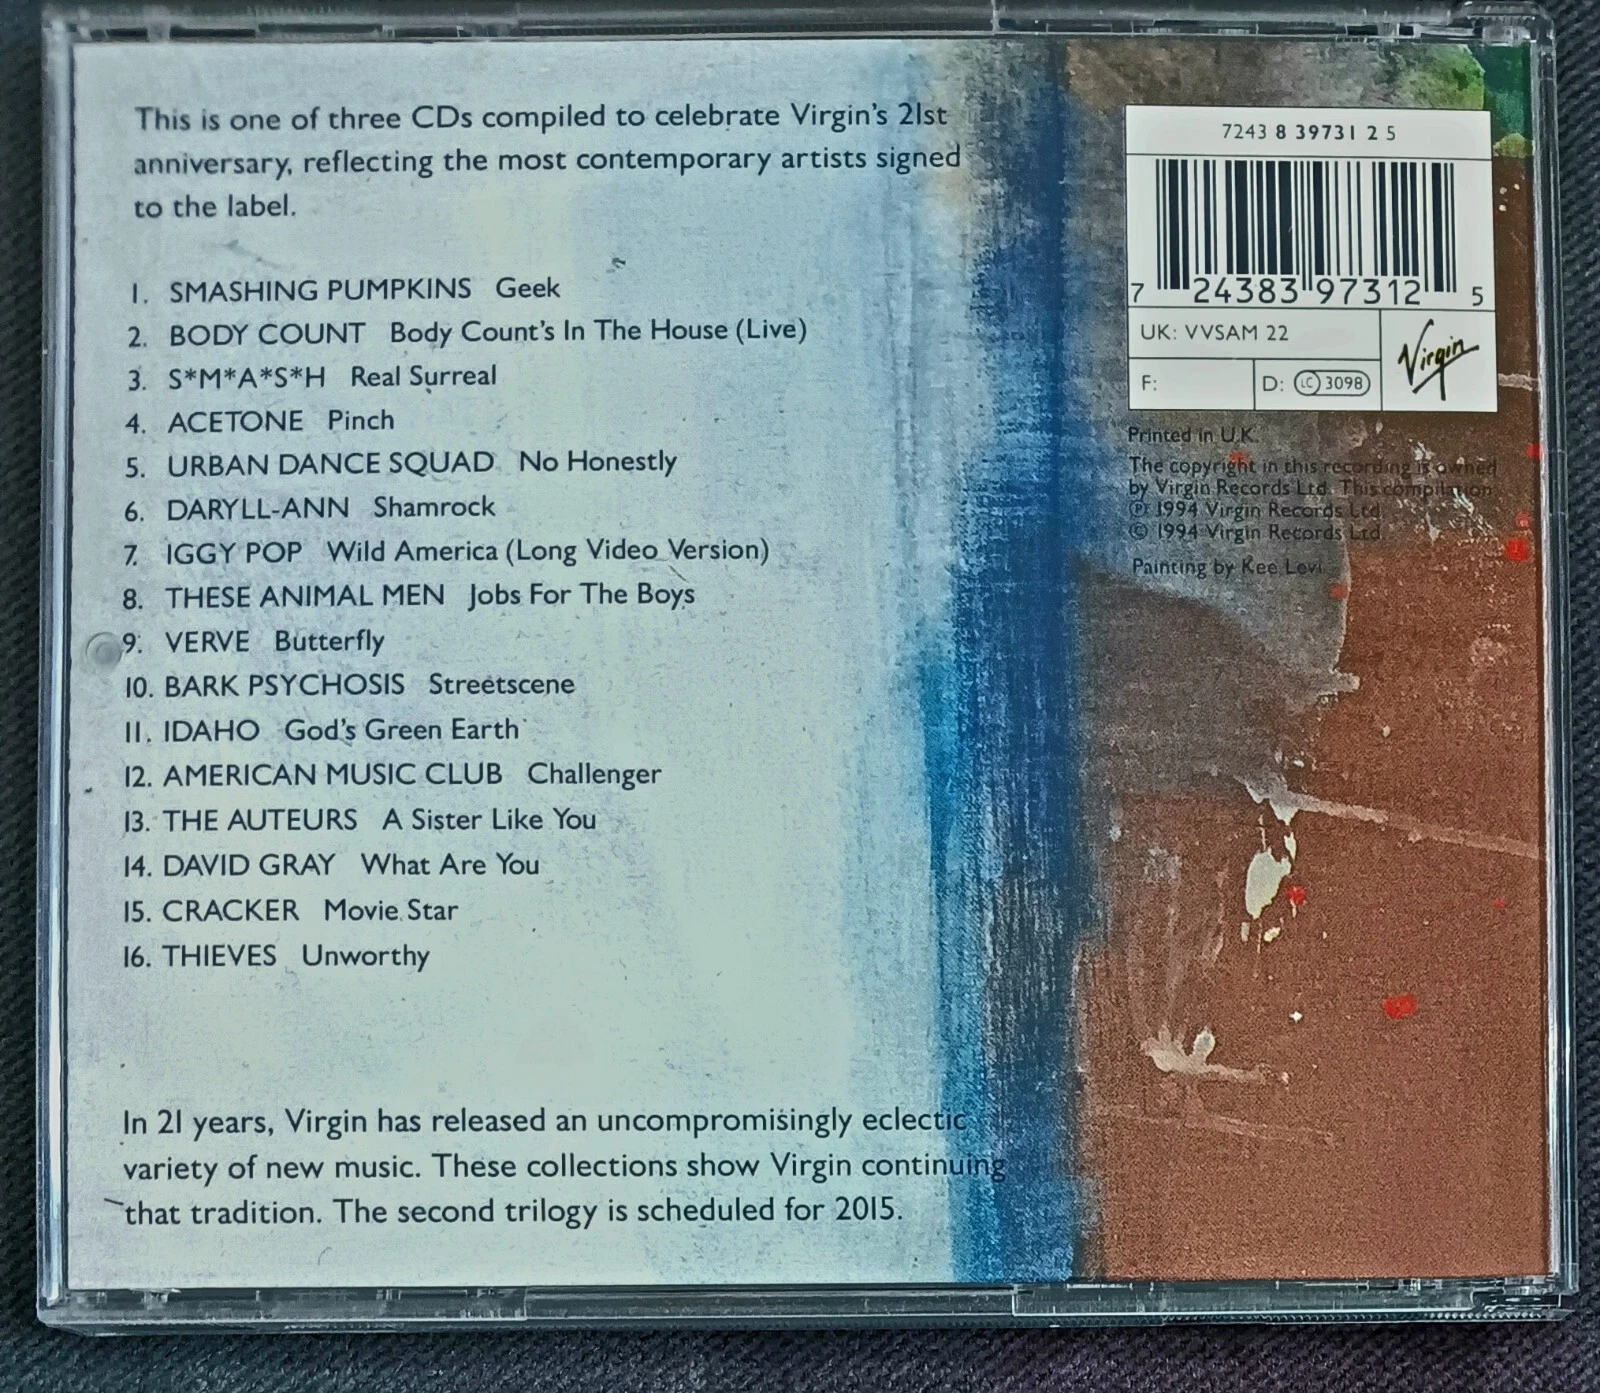 This is one of three CDs compiled to celebrate Virgin's 21st
anniversary, reflecting the most contemporary artists signed
to the label.
1. SMASHING PUMPKINS Geek
2. BODY COUNT Body Count's In The House (Live)
3. S*M*A*S*H Real Surreal
4. ACETONE Pinch
5. URBAN DANCE SQUAD No Honestly
6. DARYLL-ANN Shamrock
7. IGGY POP Wild America (Long Video Version)
8. THESE ANIMAL MEN Jobs For The Boys
9. VERVE Butterfly
10. BARK PSYCHOSIS Streetscene
11. IDAHO God's Green Earth
12. AMERICAN MUSIC CLUB Challenger
13. THE AUTEURS A Sister Like You
14. DAVID GRAY What Are You
15. CRACKER Movie Star
16. THIEVES Unworthy
In 21 years, Virgin has released an uncompromisingly eclectic
variety of new music. These collections show Virgin continuing
that tradition. The second trilogy is scheduled for 2015.
7243 8 39731 2 5
7 24383 97312 5
UK: VVSAM 22
F:
D: LC 3098
Virgin
Printed in U.K.
The copyright in this recording is owned
by Virgin Records Ltd. This compilation
℗ 1994 Virgin Records Ltd
© 1994 Virgin Records Ltd.
Painting by Kee Levi